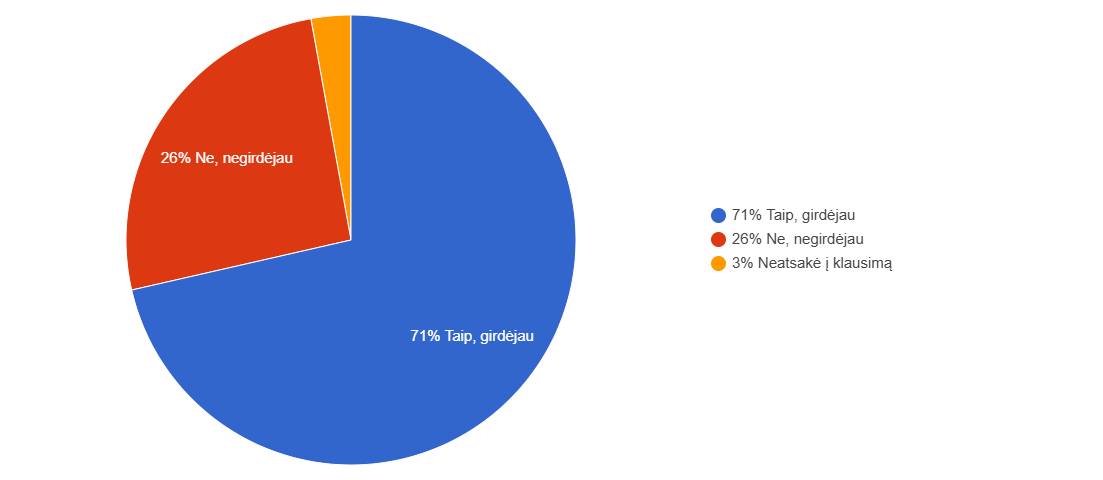 26% Ne, negirdėjau
71% Taip, girdėjau
71% Taip, girdėjau
26% Ne, negirdėjau
3% Neatsakė į klausimą